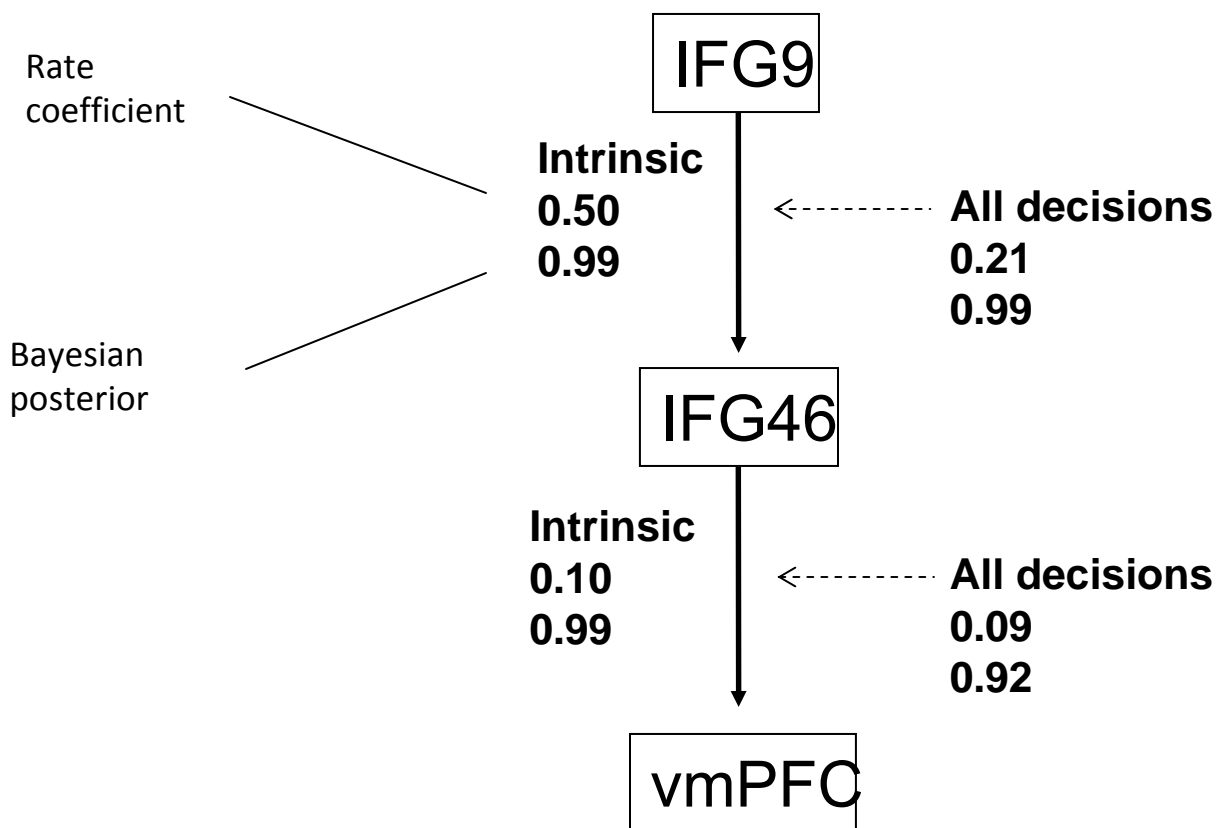 IFG9
Rate
coefficient
Intrinsic
0.50
0.99
All decisions
0.21
0.99
Bayesian
posterior
IFG46
Intrinsic
0.10
0.99
All decisions
0.09
0.92
vmPFC